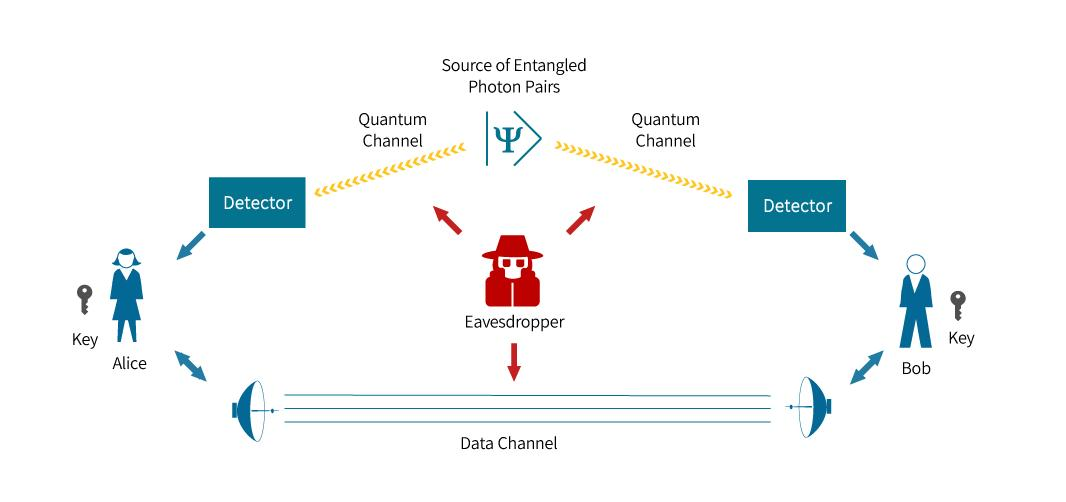 Source of Entangled
Photon Pairs
Quantum
Channel
Quantum
Channel
Ψ
Detector
Detector
Eavesdropper
Key
Alice
Key
Bob
Data Channel